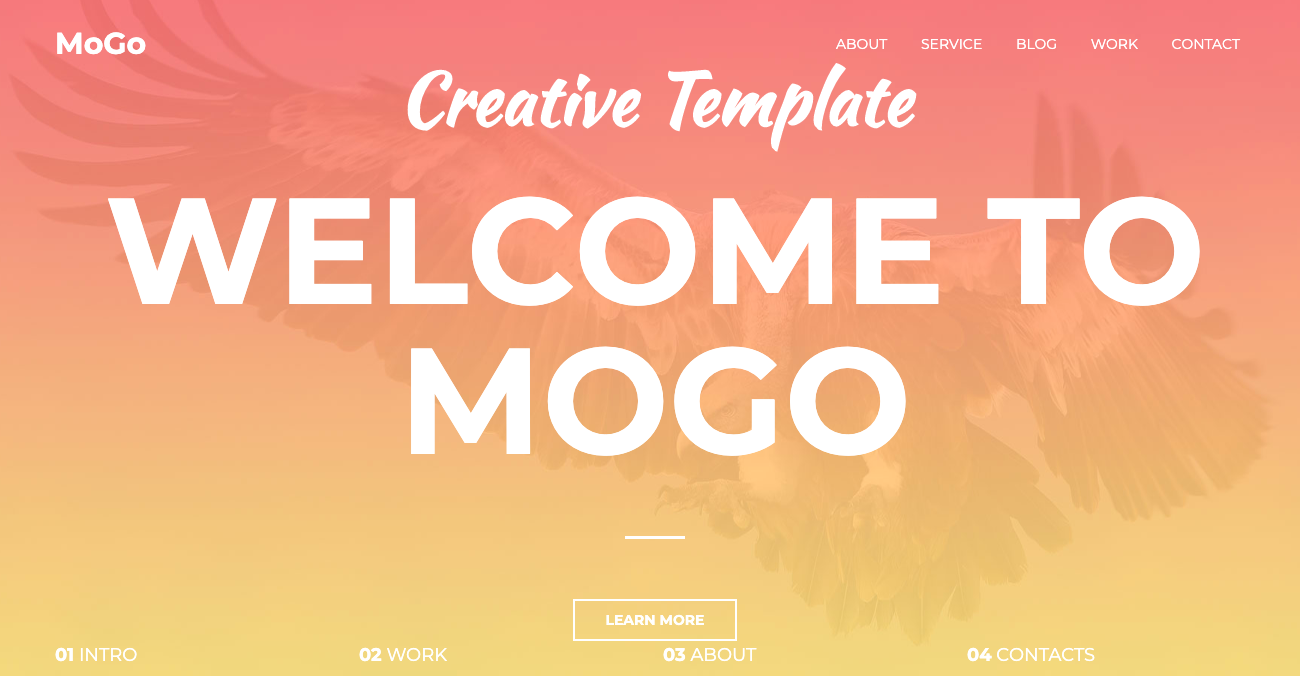 MoGo
ABOUT SERVICE BLOG WORK CONTACT
Creative Template
WELCOME TO
MOGO
LEARN MORE
01 INTRO 02 WORK 03 ABOUT 04 CONTACTS